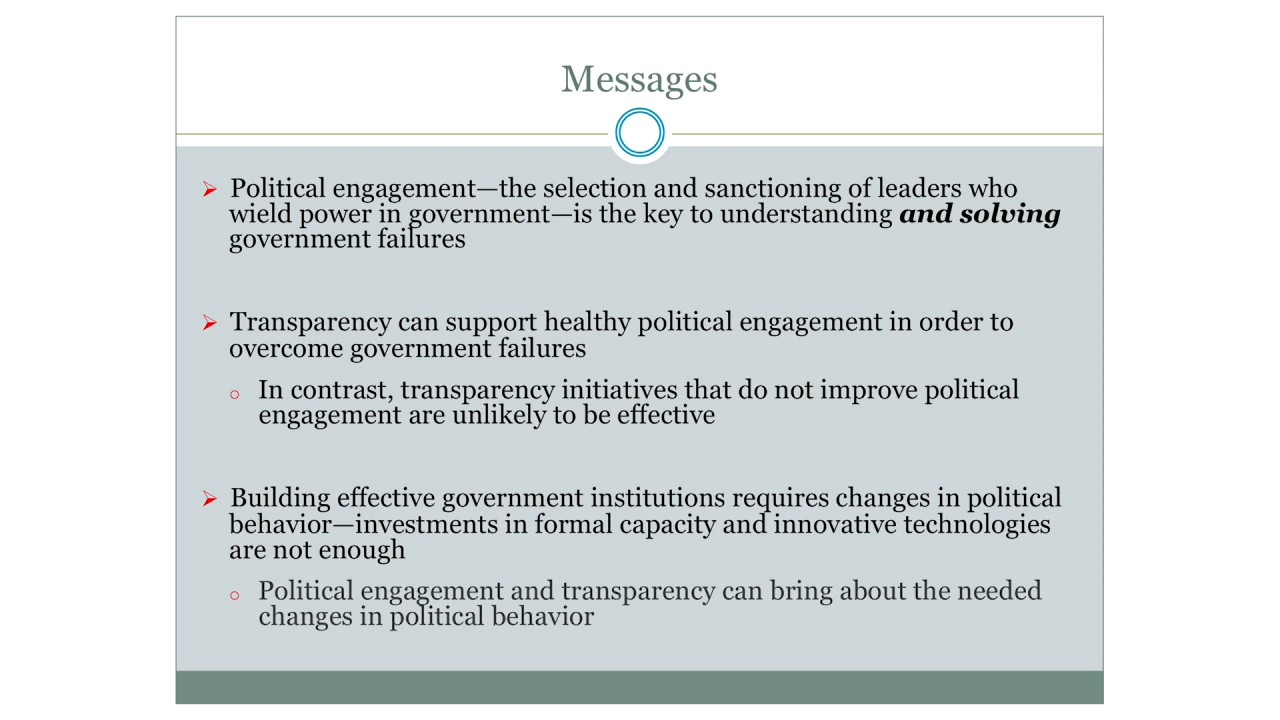 Messages
Political engagement—the selection and sanctioning of leaders who
wield power in government—is the key to understanding and solving
government failures
Transparency can support healthy political engagement in order to
overcome government failures
In contrast, transparency initiatives that do not improve political
engagement are unlikely to be effective
Building effective government institutions requires changes in political
behavior—investments in formal capacity and innovative technologies
are not enough
Political engagement and transparency can bring about the needed
changes in political behavior